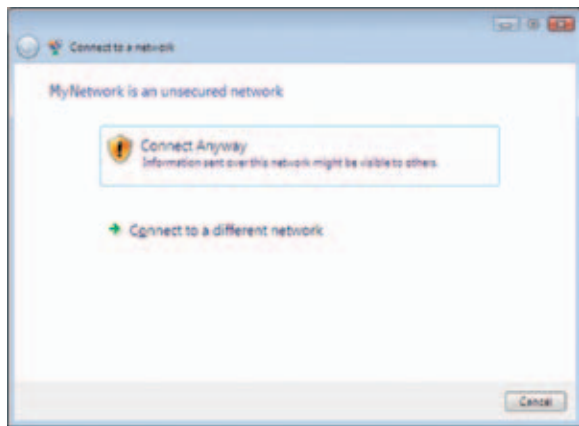 Connect to a network
MyNetwork is an unsecured network
Connect Anyway
Information sent over this network might be visible to others.
Connect to a different network
Cancel